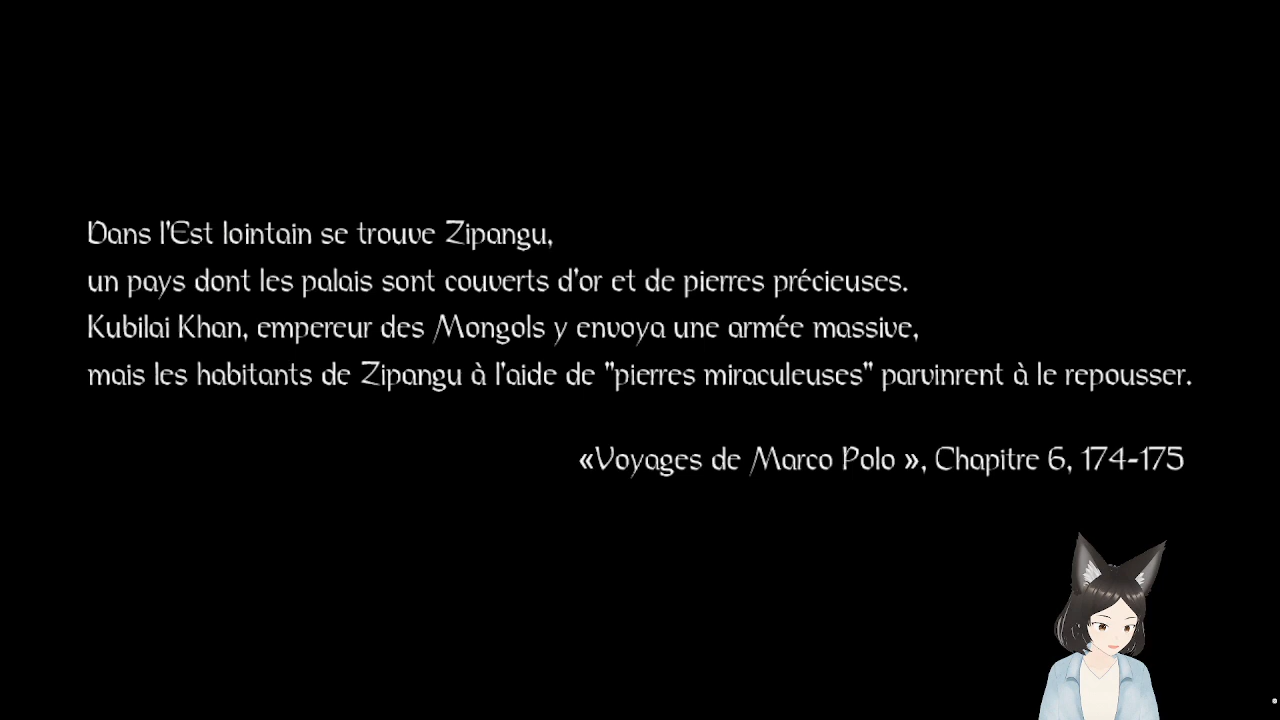 Dans l'Est lointain se trouve Zipangu,
un pays dont les palais sont couverts d'or et de pierres précieuses.
Kubilai Khan, empereur des Mongols y envoya une armée massive,
mais les habitants de Zipangu à l'aide de "pierres miraculeuses" parvinrent à le repousser.
«Voyages de Marco Polo », Chapitre 6, 174-175